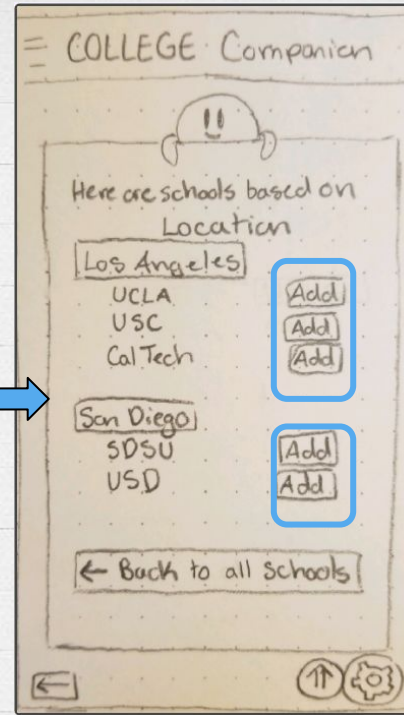 COLLEGE Companion
Here are schools based on
Location
Los Angeles
UCLA Add
USC Add
CalTech Add
San Diego
SDSU Add
USD Add
← Back to all schools